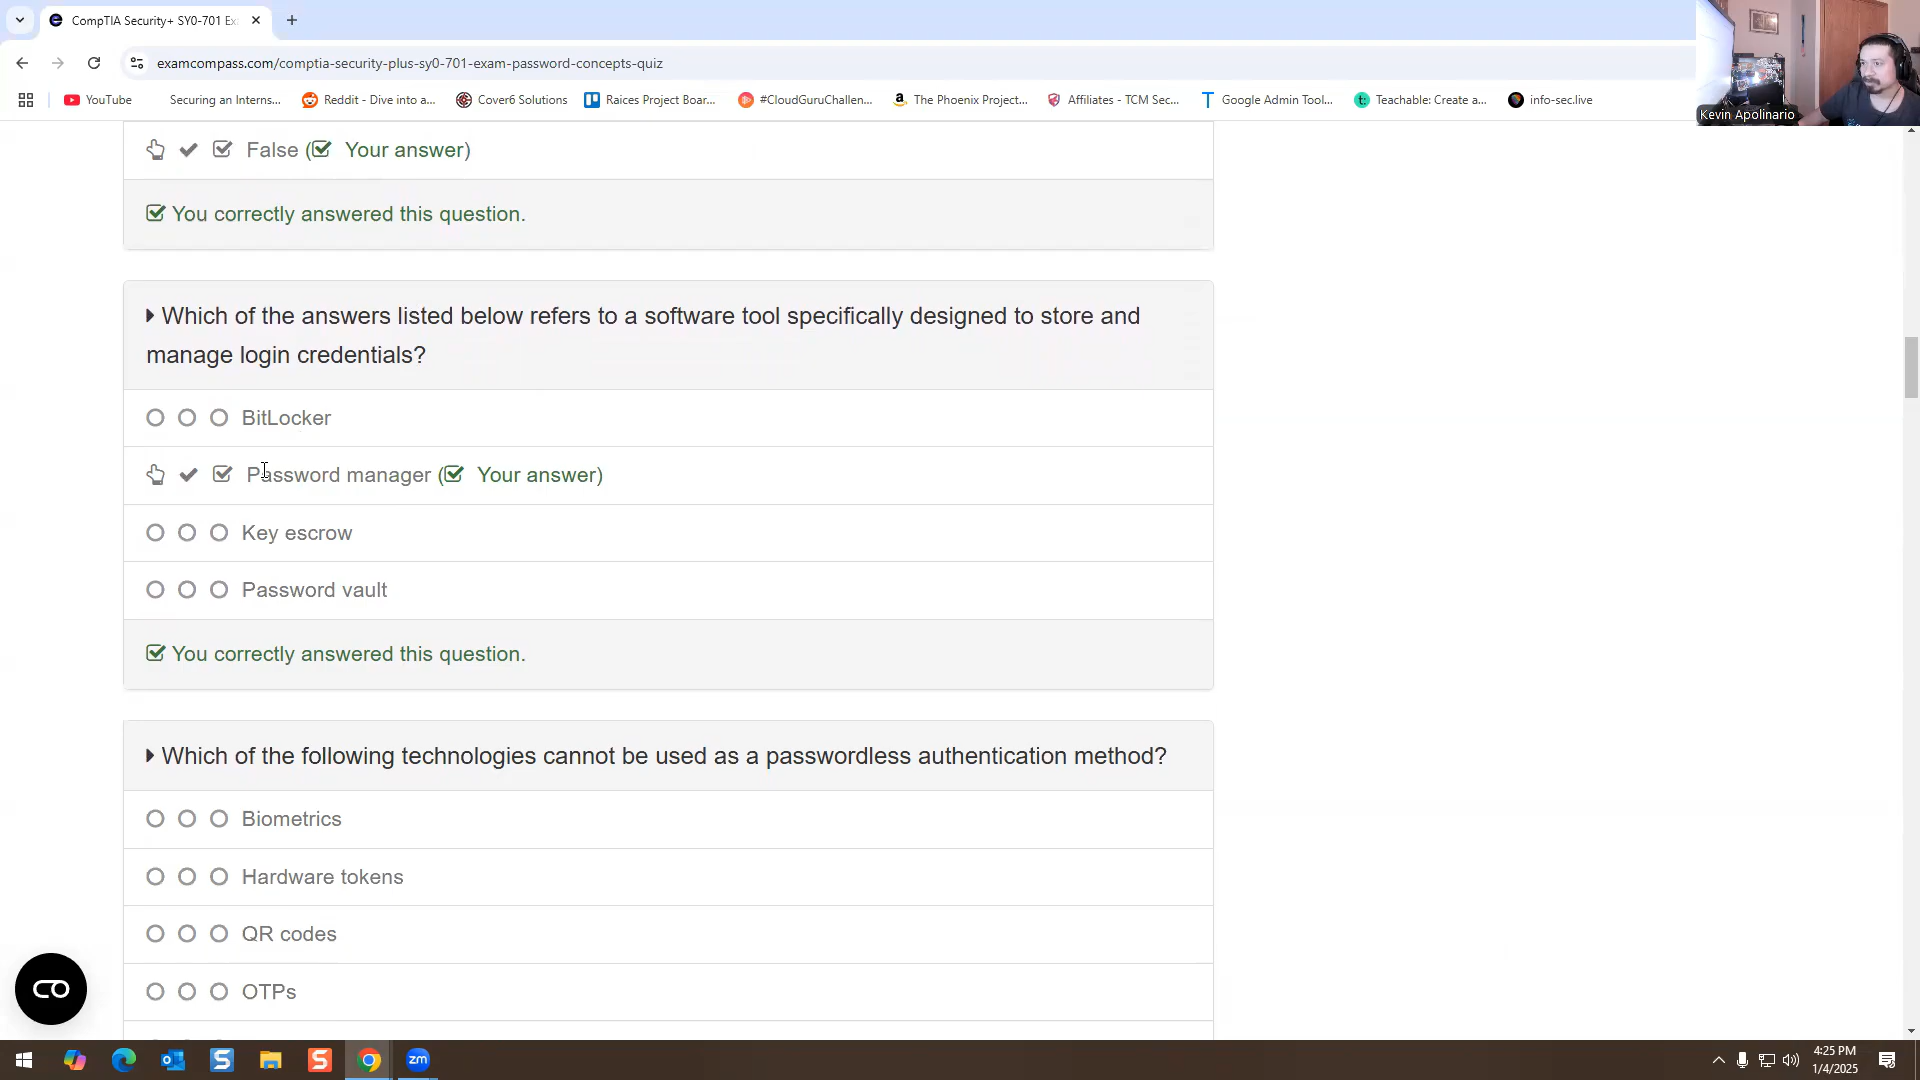 CompTIA Security+ SY0-701 Ex
examcompass.com/comptia-security-plus-sy0-701-exam-password-concepts-quiz
YouTube
Securing an Interns...
Reddit - Dive into a...
Cover6 Solutions
Raices Project Boar...
#CloudGuruChallen...
The Phoenix Project...
Affiliates - TCM Sec...
Google Admin Tool...
Teachable: Create a...
info-sec.live
Kevin Apolinario
False ( Your answer)
You correctly answered this question.
Which of the answers listed below refers to a software tool specifically designed to store and
manage login credentials?
BitLocker
Password manager ( Your answer)
Key escrow
Password vault
You correctly answered this question.
Which of the following technologies cannot be used as a passwordless authentication method?
Biometrics
Hardware tokens
QR codes
OTPs
zm
4:25 PM
1/4/2025